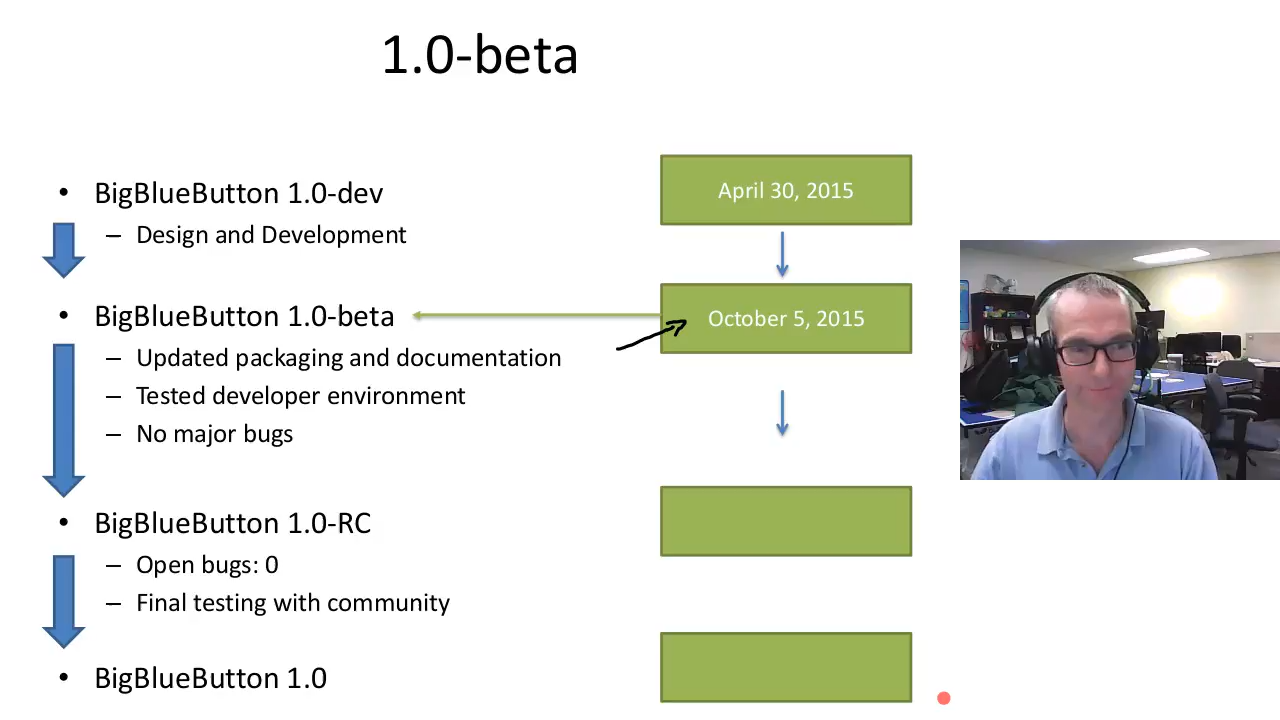 1.0-beta
• BigBlueButton 1.0-dev
– Design and Development
April 30, 2015
• BigBlueButton 1.0-beta
– Updated packaging and documentation
– Tested developer environment
– No major bugs
October 5, 2015
• BigBlueButton 1.0-RC
– Open bugs: 0
– Final testing with community
• BigBlueButton 1.0